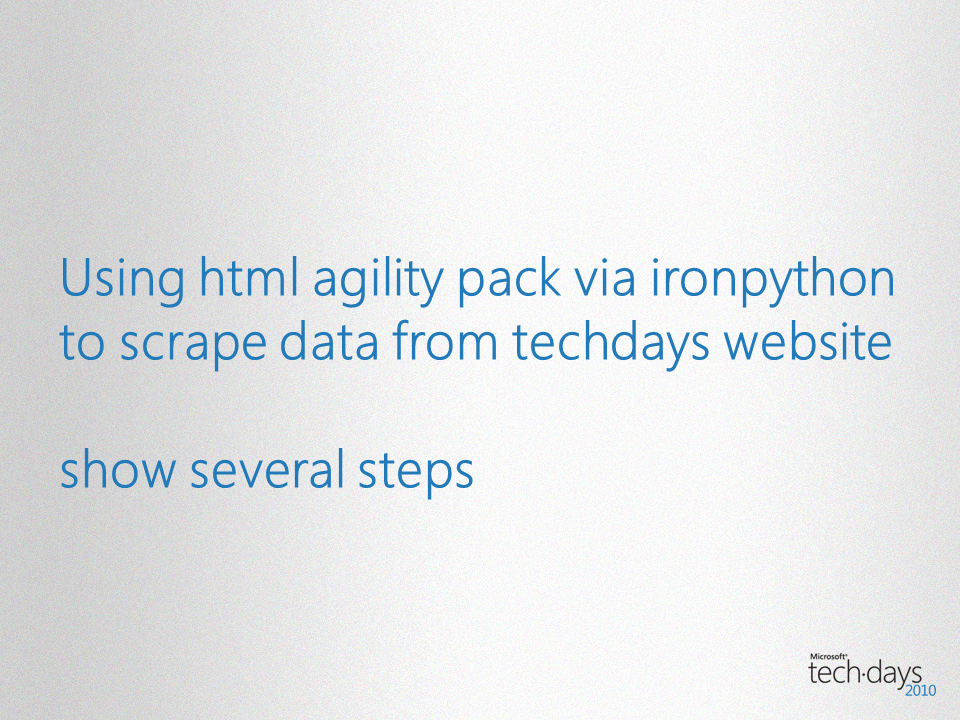 Using html agility pack via ironpython
to scrape data from techdays website
show several steps
Microsoft®
tech·days
2010